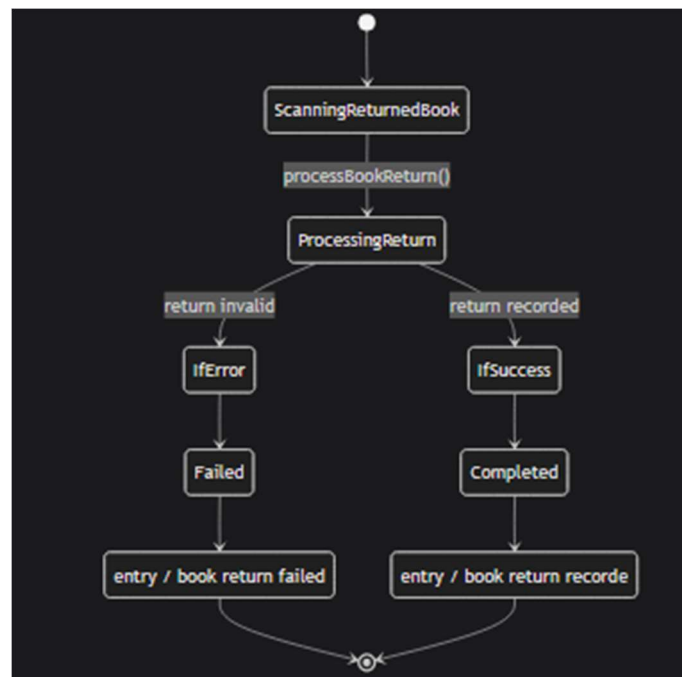 ScanningReturnedBook
processBookReturn()
ProcessingReturn
return invalid
return recorded
IfError
IfSuccess
Failed
Completed
entry / book return failed
entry / book return recorde